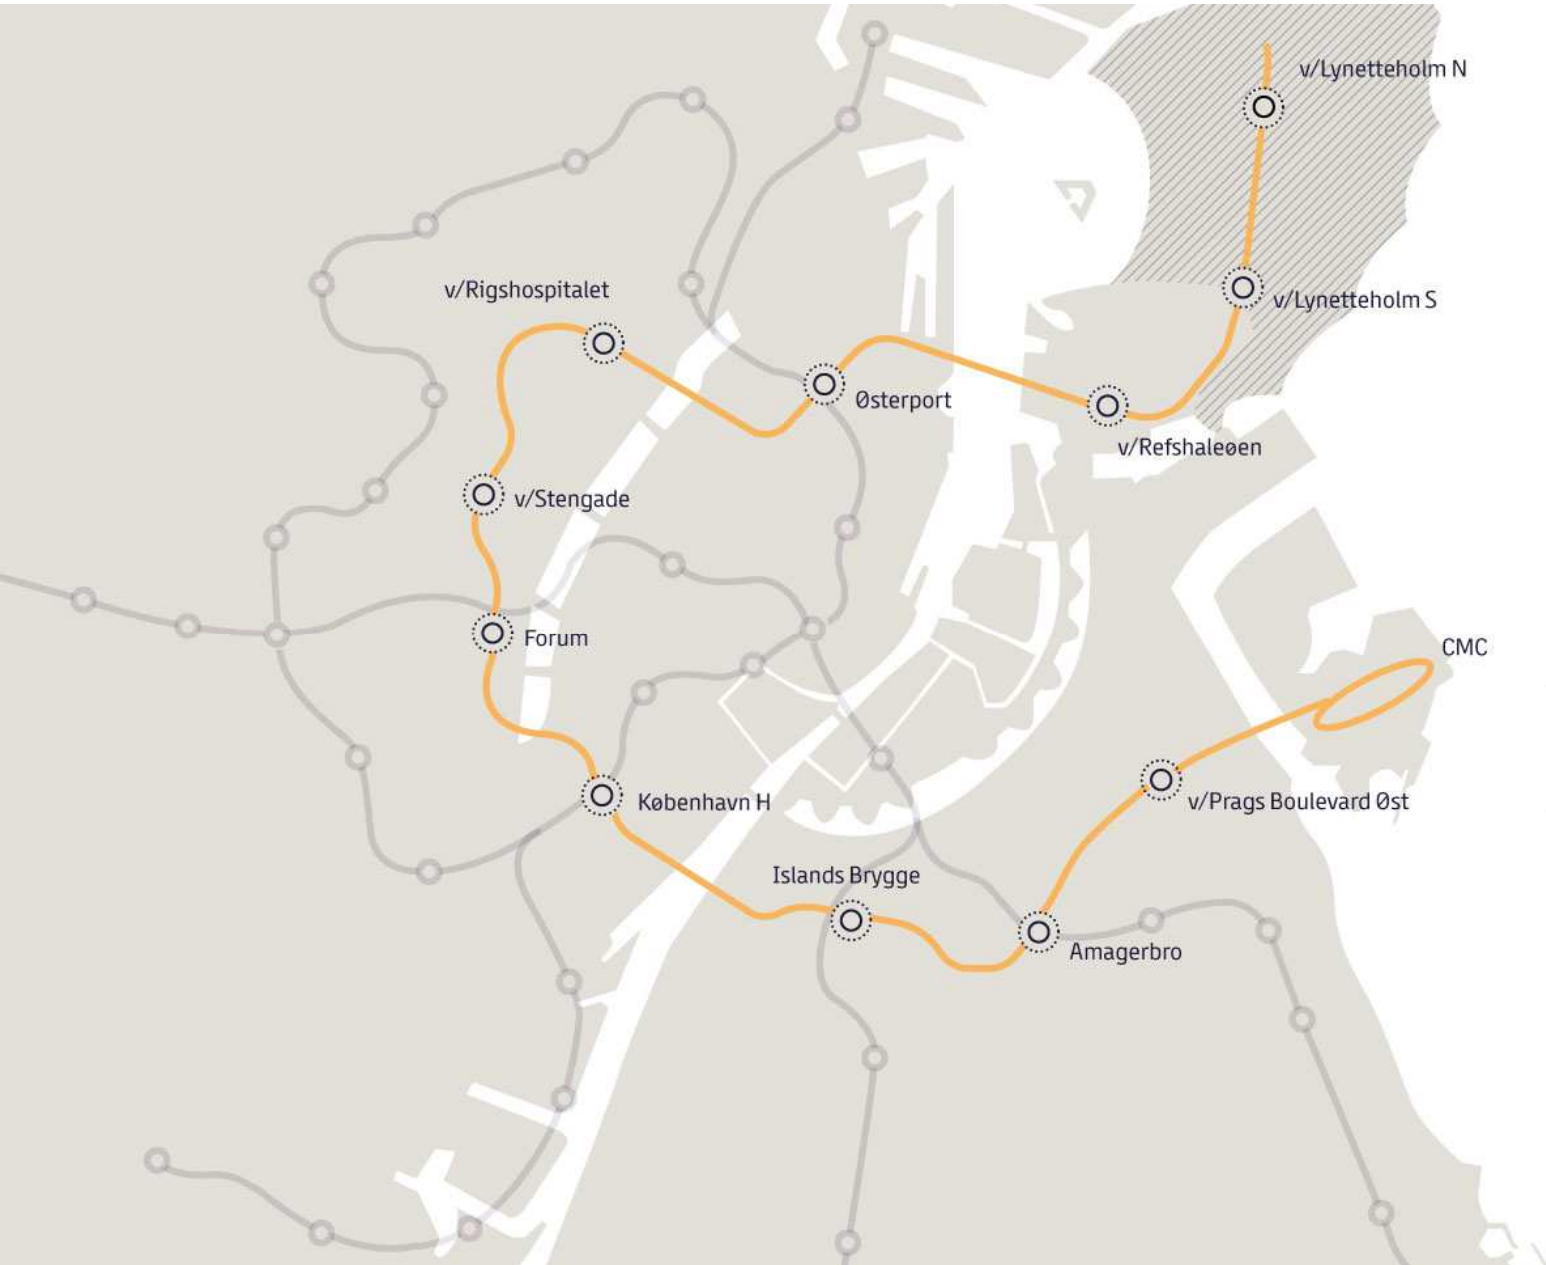 v/Lynetteholm N
v/Rigshospitalet
v/Lynetteholm S
Østerport
v/Refshaleøen
v/Stengade
Forum
CMC
København H
v/Prags Boulevard Øst
Islands Brygge
Amagerbro